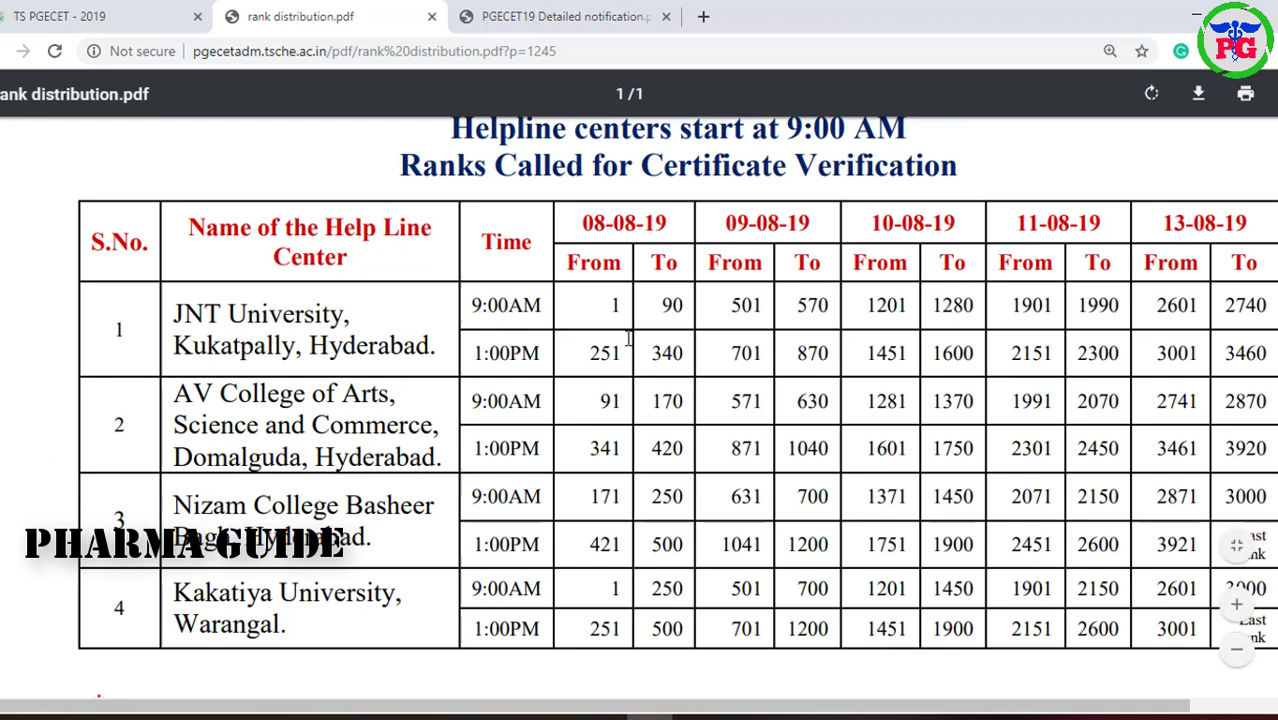 TS PGECET - 2019
rank distribution.pdf
PGECET19 Detailed notification.p
PG
Not secure
pgecetadm.tsche.ac.in/pdf/rank%20distribution.pdf?p=1245
ank distribution.pdf
1 / 1
Helpline centers start at 9:00 AM
Ranks Called for Certificate Verification
S.No. Name of the Help Line Center Time 08-08-19 09-08-19 10-08-19 11-08-19 13-08-19
From To From To From To From To From To
1 JNT University, Kukatpally, Hyderabad. 9:00AM 1 90 501 570 1201 1280 1901 1990 2601 2740
1:00PM 251 340 701 870 1451 1600 2151 2300 3001 3460
2 AV College of Arts, Science and Commerce, Domalguda, Hyderabad. 9:00AM 91 170 571 630 1281 1370 1991 2070 2741 2870
1:00PM 341 420 871 1040 1601 1750 2301 2450 3461 3920
3 Nizam College Basheer Bagh, Hyderabad. 9:00AM 171 250 631 700 1371 1450 2071 2150 2871 3000
1:00PM 421 500 1041 1200 1751 1900 2451 2600 3921
PHARMA GUIDE
4 Kakatiya University, Warangal. 9:00AM 1 250 501 700 1201 1450 1901 2150 2601
1:00PM 251 500 701 1200 1451 1900 2151 2600 3001